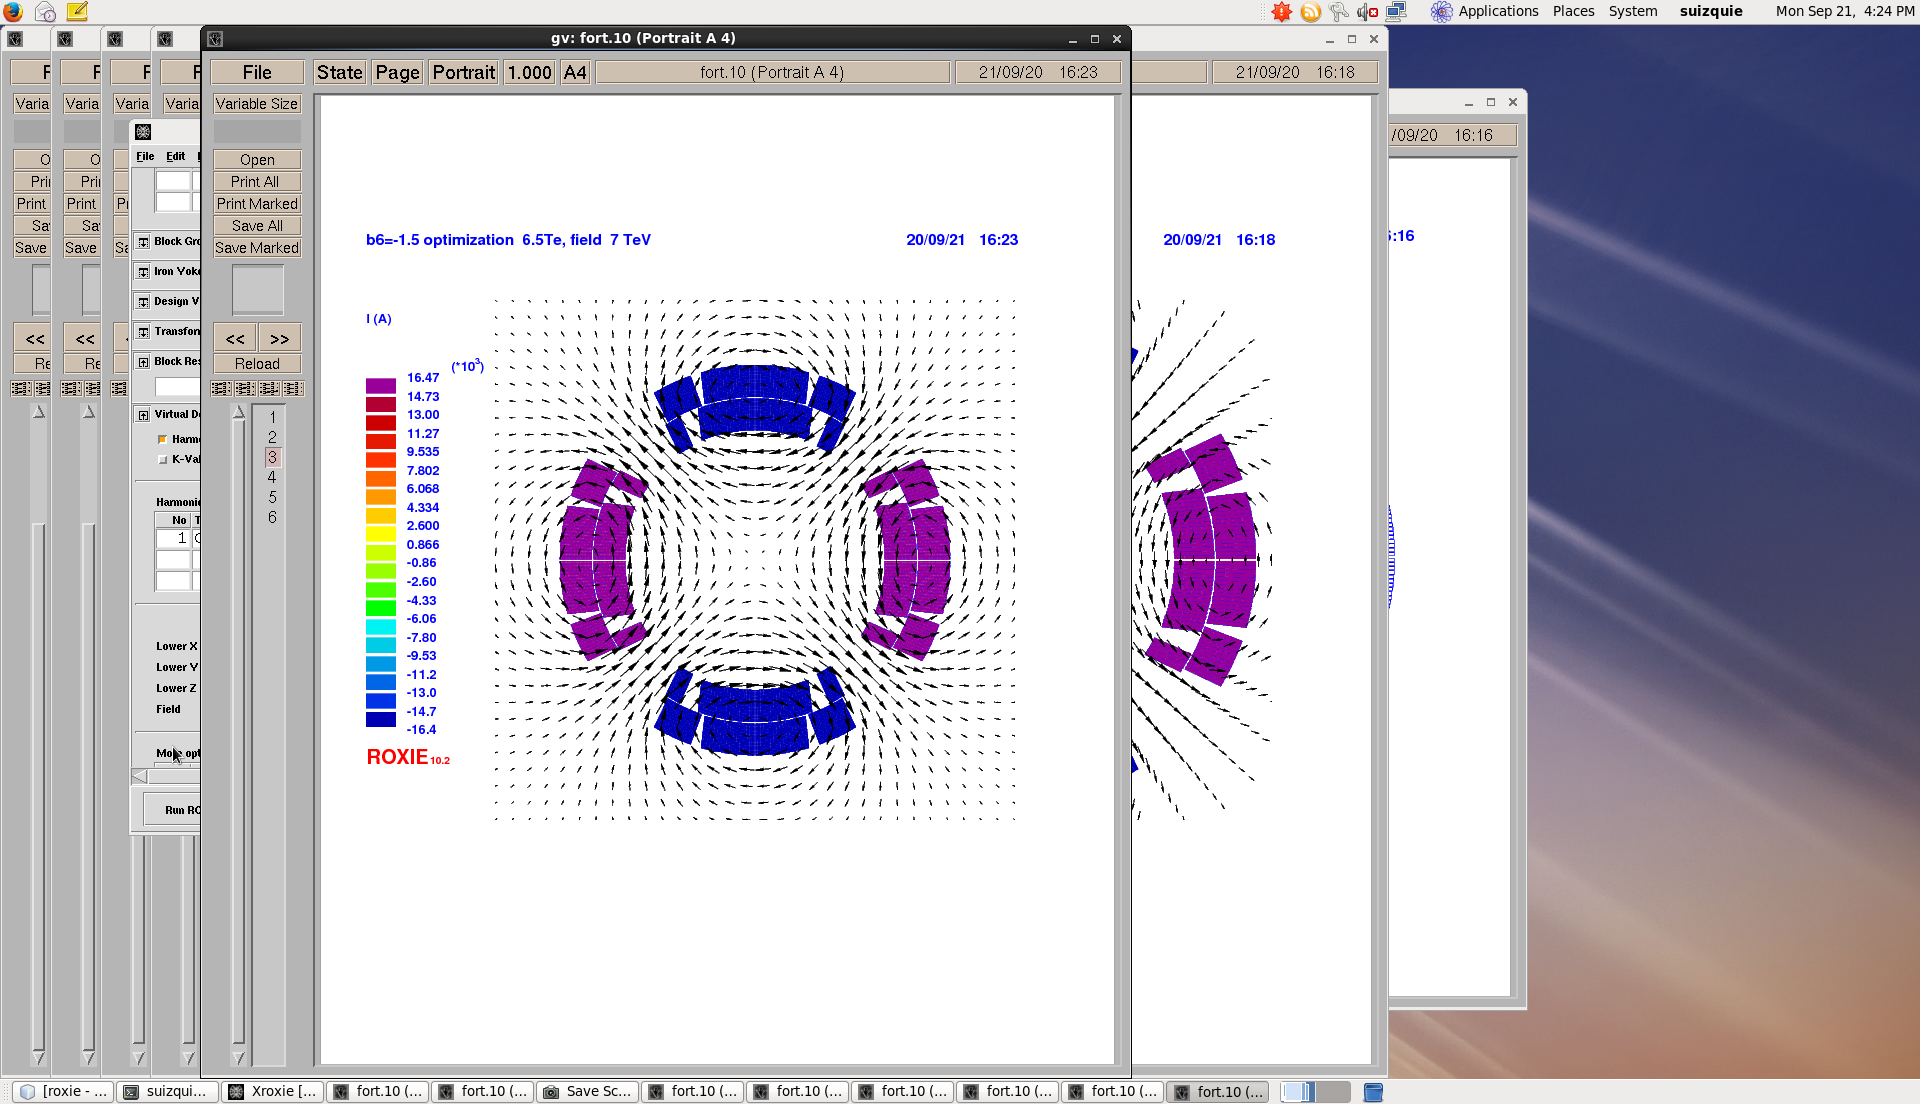 Applications Places System suizquie Mon Sep 21, 4:24 PM
gv: fort.10 (Portrait A 4)
File State Page Portrait 1.000 A4 fort.10 (Portrait A 4) 21/09/20 16:23
21/09/20 16:18
/09/20 16:16
Variable Size
Open
Print All
Print Marked
Save All
Save Marked
<< >>
Reload
1
2
3
4
5
6
b6=-1.5 optimization 6.5Te, field 7 TeV 20/09/21 16:23
20/09/21 16:18
:16
I (A)
(*10³)
16.47
14.73
13.00
11.27
9.535
7.802
6.068
4.334
2.600
0.866
-0.86
-2.60
-4.33
-6.06
-7.80
-9.53
-11.2
-13.0
-14.7
-16.4
ROXIE 10.2
File Edit
Block Gro
Iron Yoke
Design V
Transfor
Block Res
Virtual De
Harmo
K-Val
Harmonic
No T
1
Lower X
Lower Y
Lower Z
Field
More opt
Run RO
[roxie - ... suizqui... Xroxie [... fort.10 (... fort.10 (... Save Sc... fort.10 (... fort.10 (... fort.10 (... fort.10 (... fort.10 (... fort.10 (...